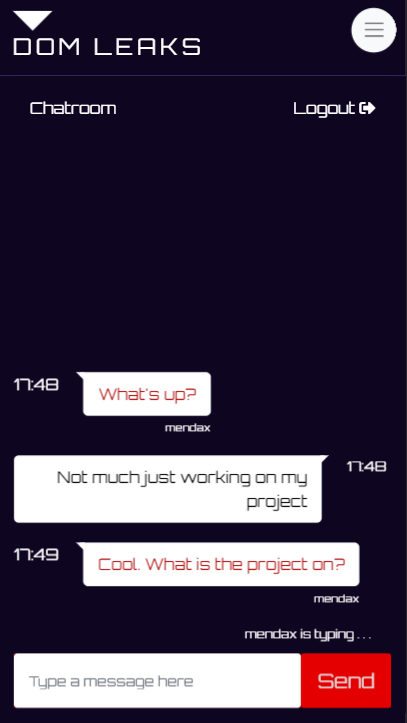 DOM LEAKS
Chatroom
Logout
17:48
What's up?
mendax
Not much just working on my
project
17:48
17:49
Cool. What is the project on?
mendax
mendax is typing . . .
Type a message here
Send